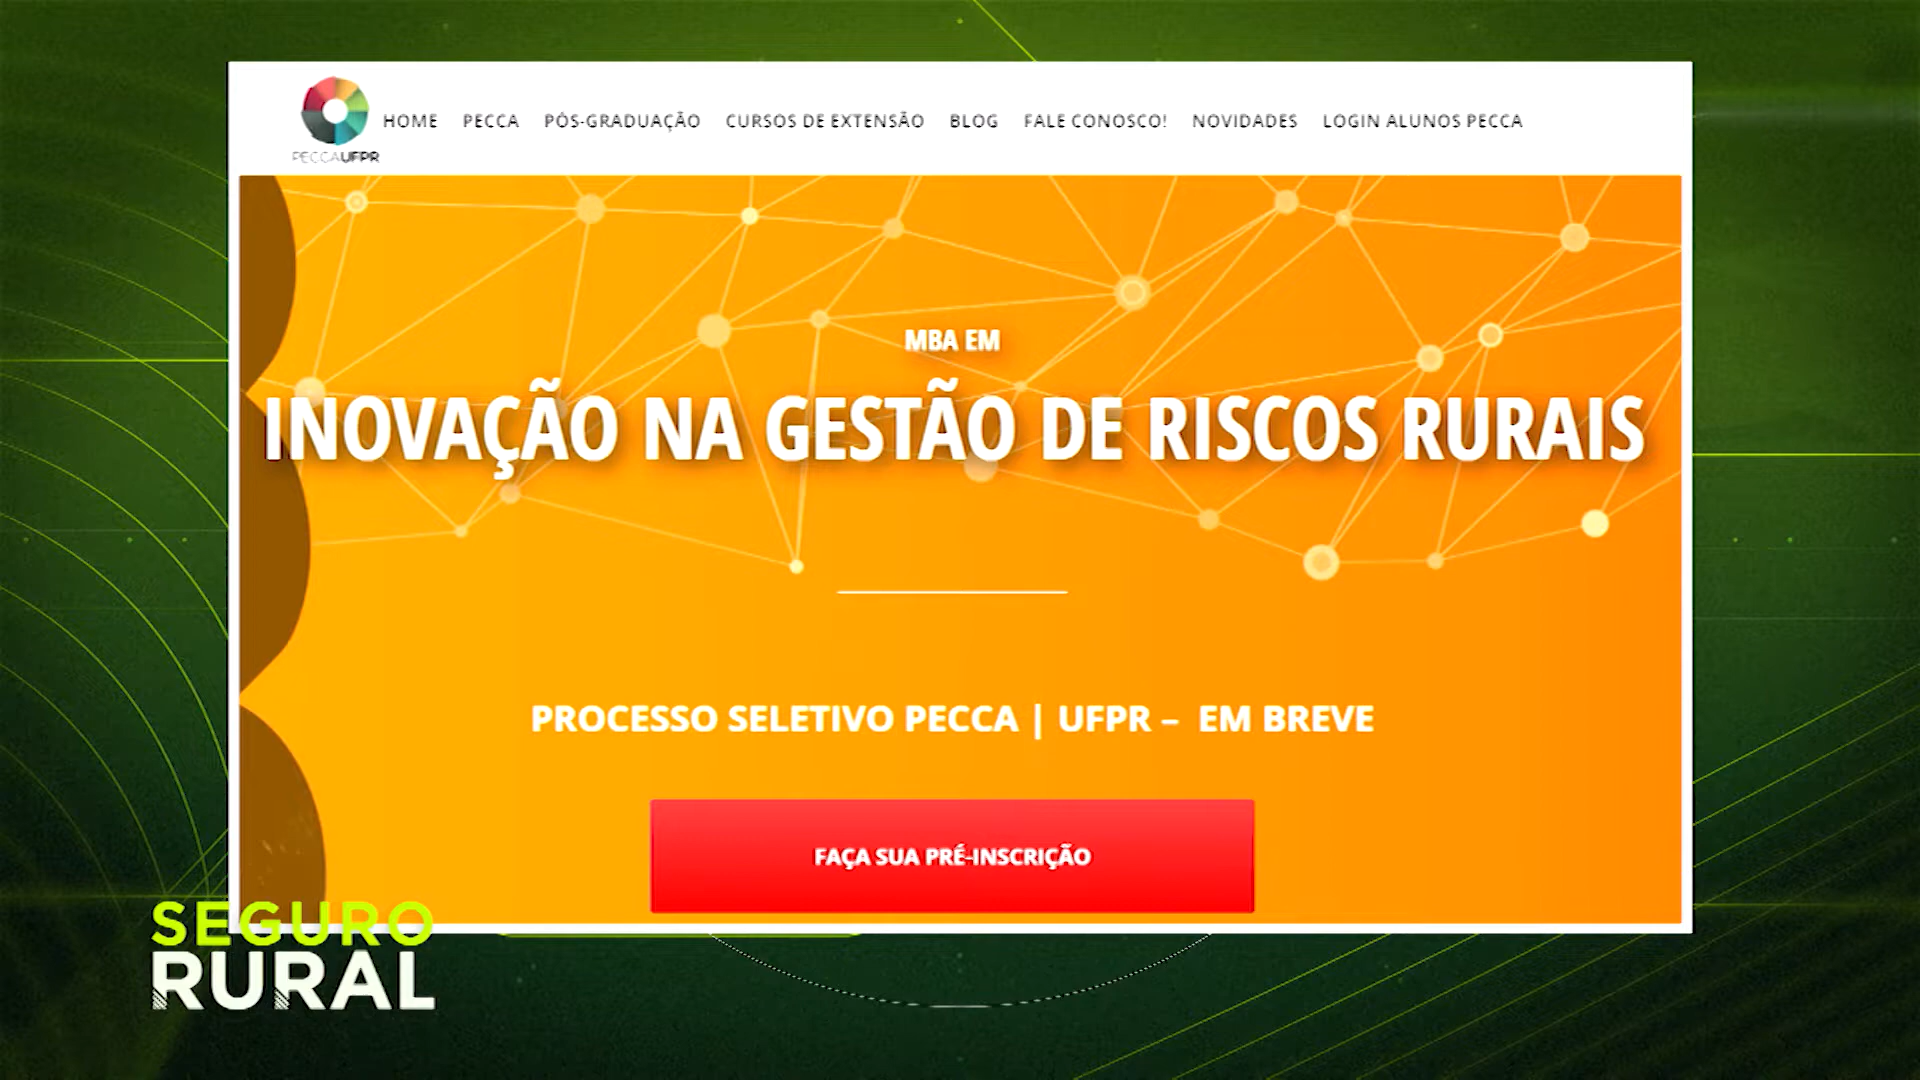 HOME PECCA PÓS-GRADUAÇÃO CURSOS DE EXTENSÃO BLOG FALE CONOSCO! NOVIDADES LOGIN ALUNOS PECCA
PECCAUFPR
MBA EM
INOVAÇÃO NA GESTÃO DE RISCOS RURAIS
PROCESSO SELETIVO PECCA | UFPR – EM BREVE
FAÇA SUA PRÉ-INSCRIÇÃO
SEGURO
RURAL